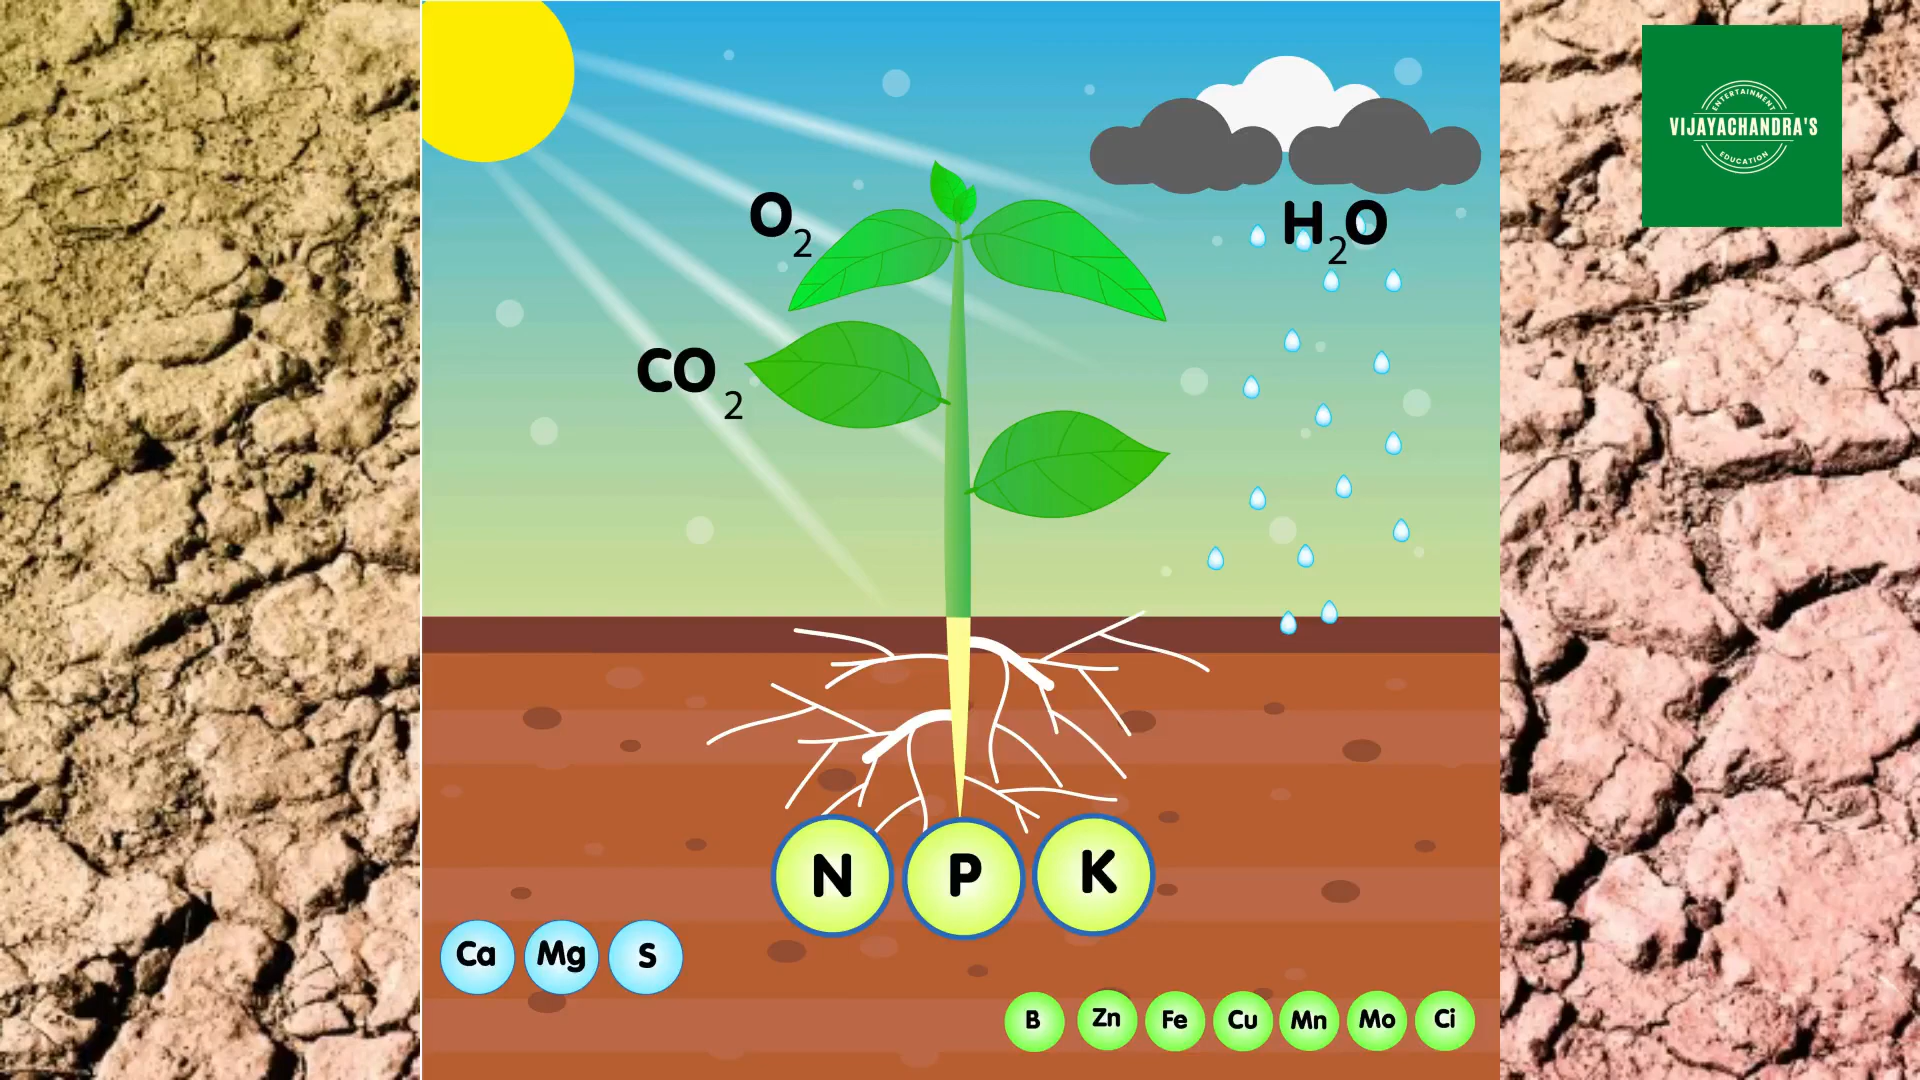 ENTERTAINMENT
VIJAYACHANDRA'S
EDUCATION
O2
H2O
CO2
N P K
Ca Mg S
B Zn Fe Cu Mn Mo Ci